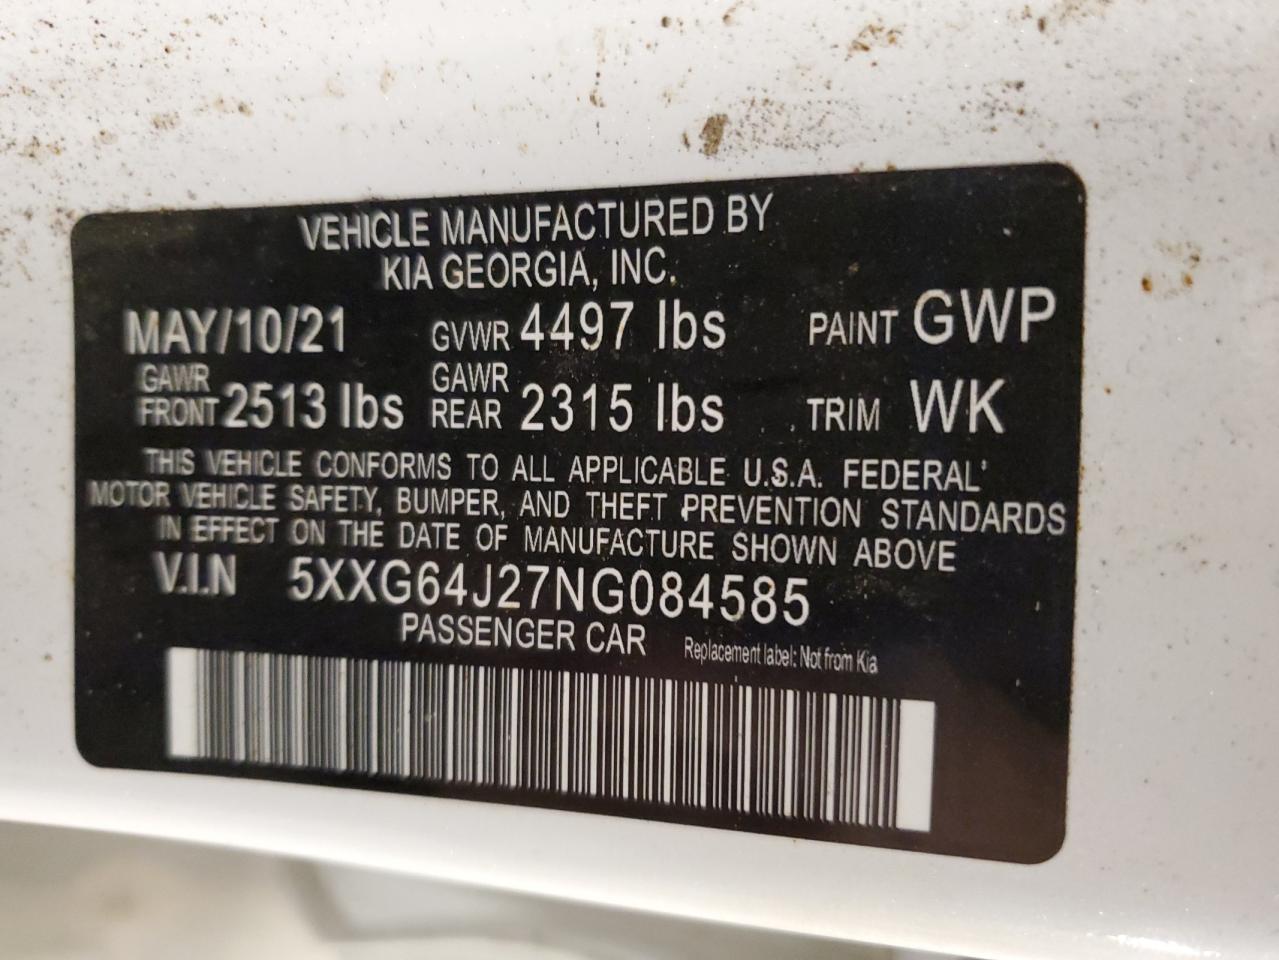 VEHICLE MANUFACTURED BY
KIA GEORGIA, INC.
MAY/10/21 GVWR 4497 lbs PAINT GWP
GAWR FRONT 2513 lbs GAWR REAR 2315 lbs TRIM WK
THIS VEHICLE CONFORMS TO ALL APPLICABLE U.S.A. FEDERAL
MOTOR VEHICLE SAFETY, BUMPER, AND THEFT PREVENTION STANDARDS
IN EFFECT ON THE DATE OF MANUFACTURE SHOWN ABOVE
V.I.N 5XXG64J27NG084585
PASSENGER CAR Replacement label: Not from Kia